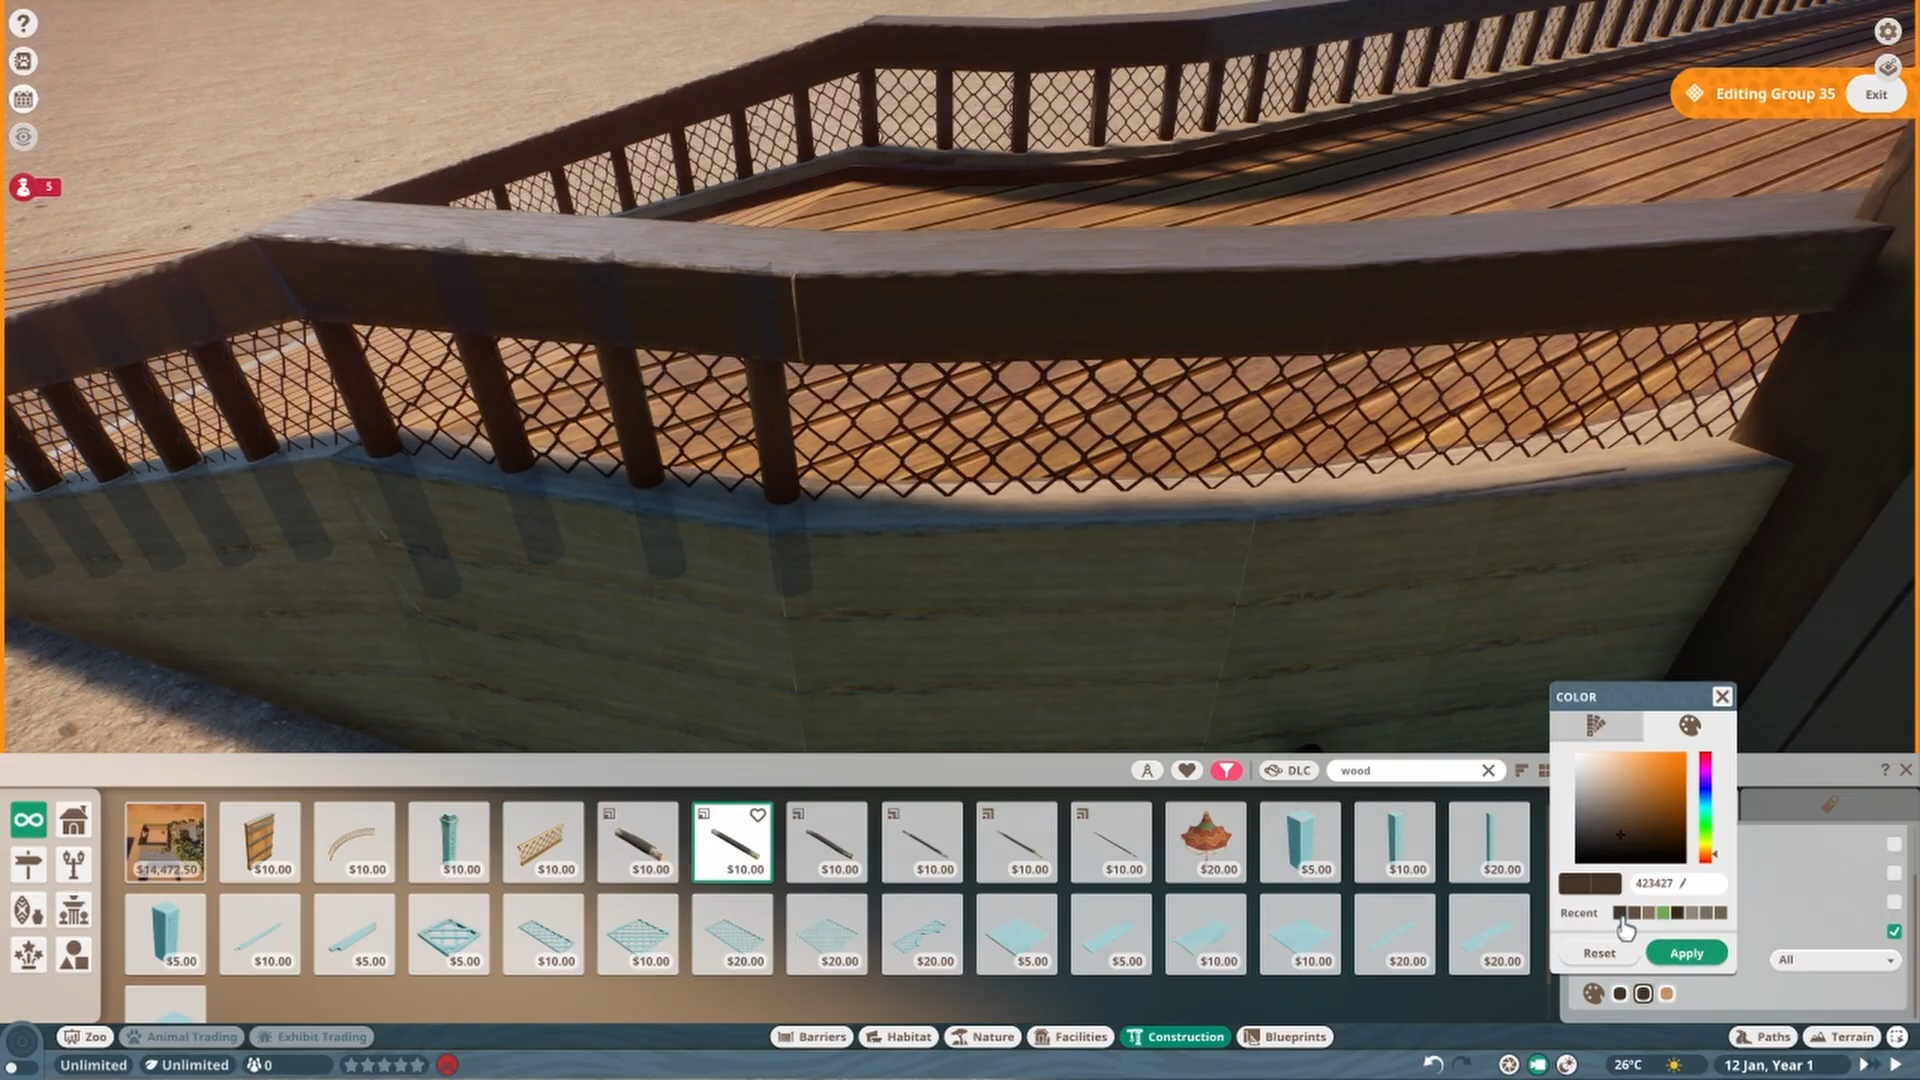 ?
5
Editing Group 35
Exit
DLC
wood
?
$14,472.50
$10.00
$10.00
$10.00
$10.00
$10.00
$10.00
$10.00
$10.00
$10.00
$10.00
$20.00
$5.00
$10.00
$20.00
$5.00
$10.00
$5.00
$5.00
$10.00
$10.00
$20.00
$20.00
$20.00
$5.00
$5.00
$10.00
$10.00
$20.00
$20.00
COLOR
423427
Recent
Reset
Apply
All
Zoo
Animal Trading
Exhibit Trading
Barriers
Habitat
Nature
Facilities
Construction
Blueprints
Paths
Terrain
Unlimited
Unlimited
0
26°C
12 Jan, Year 1